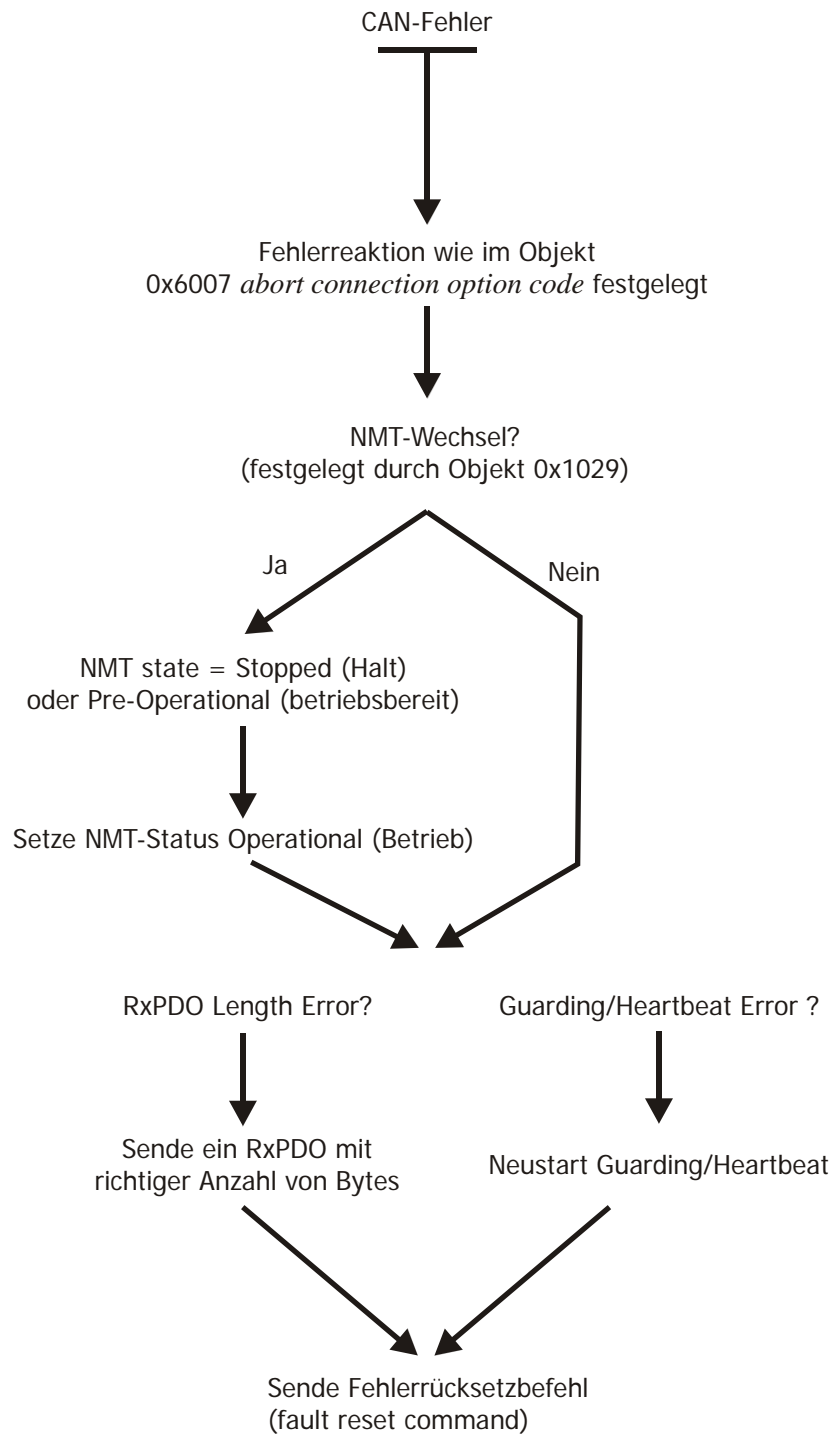 CAN-Fehler
Fehlerreaktion wie im Objekt
0x6007 abort connection option code festgelegt
NMT-Wechsel?
(festgelegt durch Objekt 0x1029)
Ja
Nein
NMT state = Stopped (Halt)
oder Pre-Operational (betriebsbereit)
Setze NMT-Status Operational (Betrieb)
RxPDO Length Error?
Guarding/Heartbeat Error ?
Sende ein RxPDO mit
richtiger Anzahl von Bytes
Neustart Guarding/Heartbeat
Sende Fehlerrücksetzbefehl
(fault reset command)